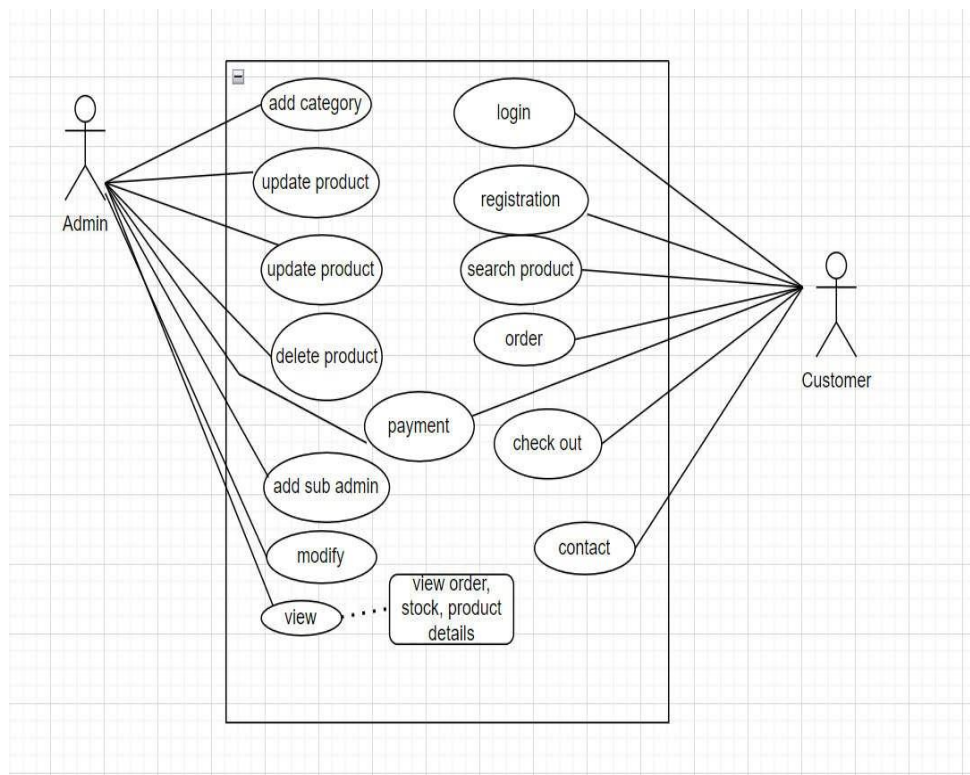 add category
login
update product
registration
Admin
update product
search product
order
delete product
Customer
payment
check out
add sub admin
modify
contact
view
view order,
stock, product
details